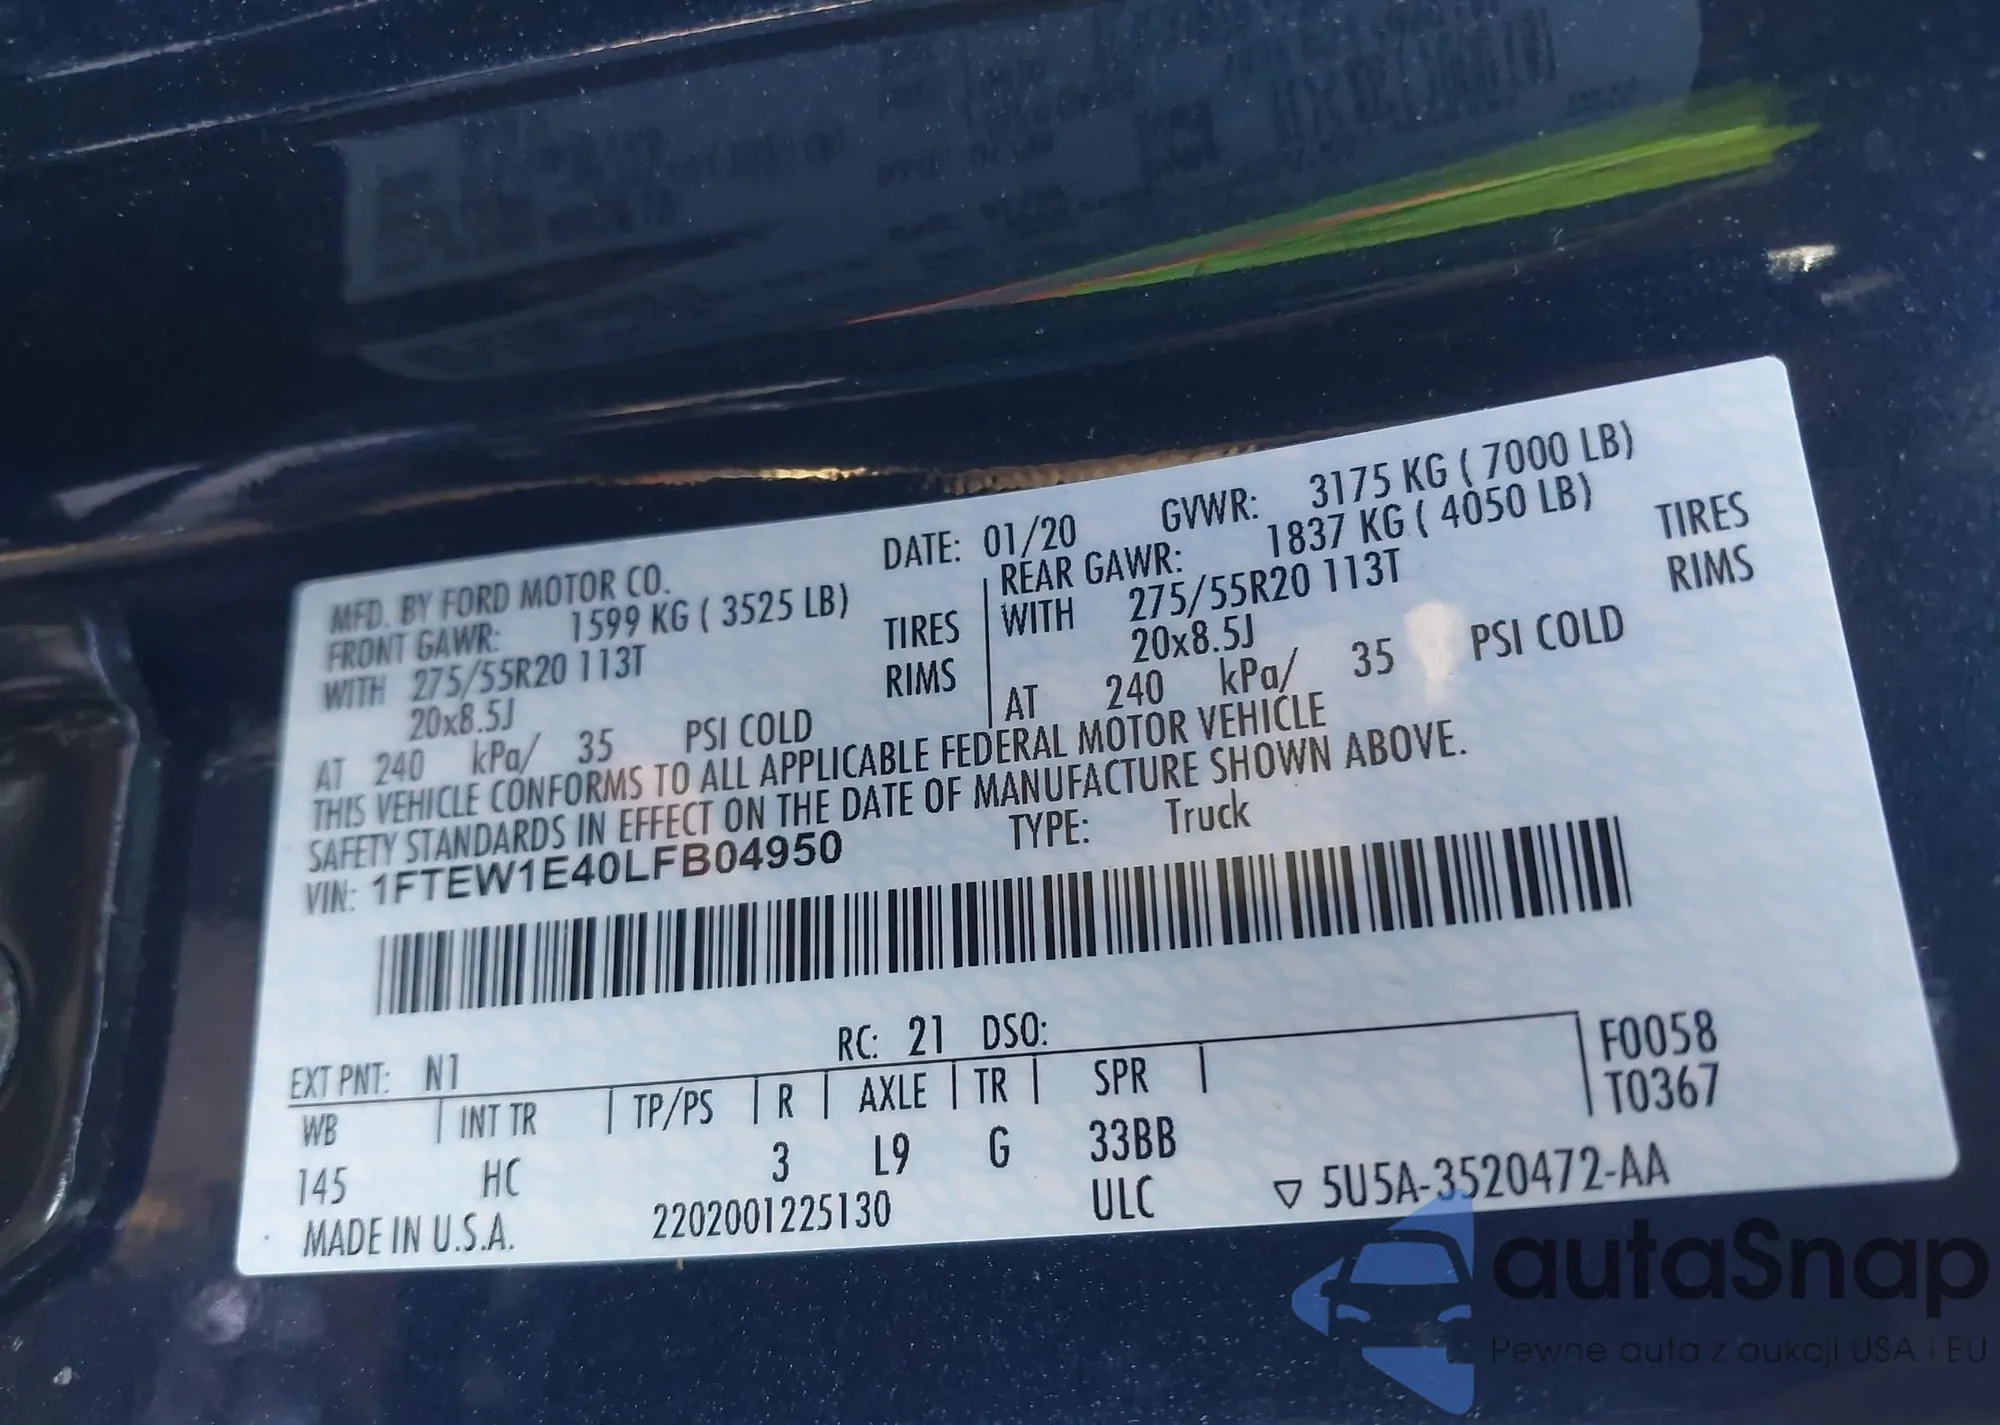 MFD. BY FORD MOTOR CO.
DATE: 01/20
GVWR: 3175 KG ( 7000 LB)
FRONT GAWR: 1599 KG ( 3525 LB)
WITH 275/55R20 113T TIRES
20x8.5J RIMS
AT 240 kPa/ 35 PSI COLD
REAR GAWR: 1837 KG ( 4050 LB)
WITH 275/55R20 113T TIRES
20x8.5J RIMS
AT 240 kPa/ 35 PSI COLD
THIS VEHICLE CONFORMS TO ALL APPLICABLE FEDERAL MOTOR VEHICLE
SAFETY STANDARDS IN EFFECT ON THE DATE OF MANUFACTURE SHOWN ABOVE.
VIN: 1FTEW1E40LFB04950
TYPE: Truck
EXT PNT: N1 RC: 21 DSO: F0058
WB INT TR TP/PS R AXLE TR SPR T0367
145 HC 3 L9 G 33BB
MADE IN U.S.A. 2202001225130 ULC ▽ 5U5A-3520472-AA
autoSnap
Pewne auta z aukcji USA i EU